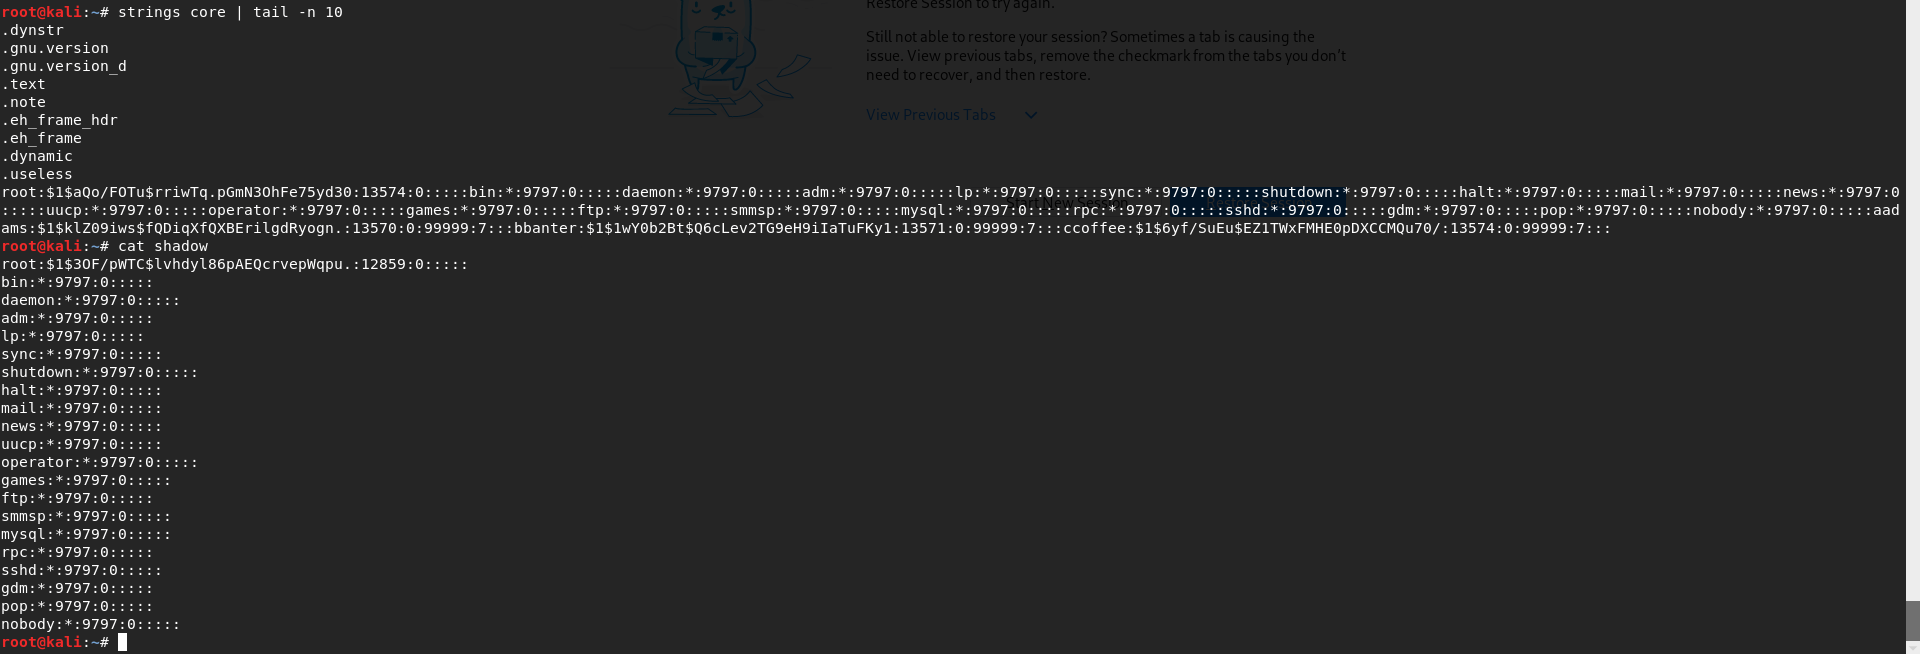 root@kali:~# strings core | tail -n 10
.dynstr
.gnu.version
.gnu.version_d
.text
.note
.eh_frame_hdr
.eh_frame
.dynamic
.useless
root:$1$aQo/FOTu$rriwTq.pGmN3OhFe75yd30:13574:0:::::bin:*:9797:0:::::daemon:*:9797:0:::::adm:*:9797:0:::::lp:*:9797:0:::::sync:*:9797:0:::::shutdown:*:9797:0:::::halt:*:9797:0:::::mail:*:9797:0:::::news:*:9797:0
:::::uucp:*:9797:0:::::operator:*:9797:0:::::games:*:9797:0:::::ftp:*:9797:0:::::smmsp:*:9797:0:::::mysql:*:9797:0:::::rpc:*:9797:0:::::sshd:*:9797:0:::::gdm:*:9797:0:::::pop:*:9797:0:::::nobody:*:9797:0:::::aad
ams:$1$klZ09iws$fQDiqXfQXBErilgdRyogn.:13570:0:99999:7:::bbanter:$1$1wY0b2Bt$Q6cLev2TG9eH9iIaTuFKy1:13571:0:99999:7:::ccoffee:$1$6yf/SuEu$EZ1TWxFMHE0pDXCCMQu70/:13574:0:99999:7:::
root@kali:~# cat shadow
root:$1$3OF/pWTC$lvhdyl86pAEQcrvepWqpu.:12859:0:::::
bin:*:9797:0:::::
daemon:*:9797:0:::::
adm:*:9797:0:::::
lp:*:9797:0:::::
sync:*:9797:0:::::
shutdown:*:9797:0:::::
halt:*:9797:0:::::
mail:*:9797:0:::::
news:*:9797:0:::::
uucp:*:9797:0:::::
operator:*:9797:0:::::
games:*:9797:0:::::
ftp:*:9797:0:::::
smmsp:*:9797:0:::::
mysql:*:9797:0:::::
rpc:*:9797:0:::::
sshd:*:9797:0:::::
gdm:*:9797:0:::::
pop:*:9797:0:::::
nobody:*:9797:0:::::
root@kali:~#
Restore Session to try again.
Still not able to restore your session? Sometimes a tab is causing the
issue. View previous tabs, remove the checkmark from the tabs you don't
need to recover, and then restore.
View Previous Tabs
Start New Session